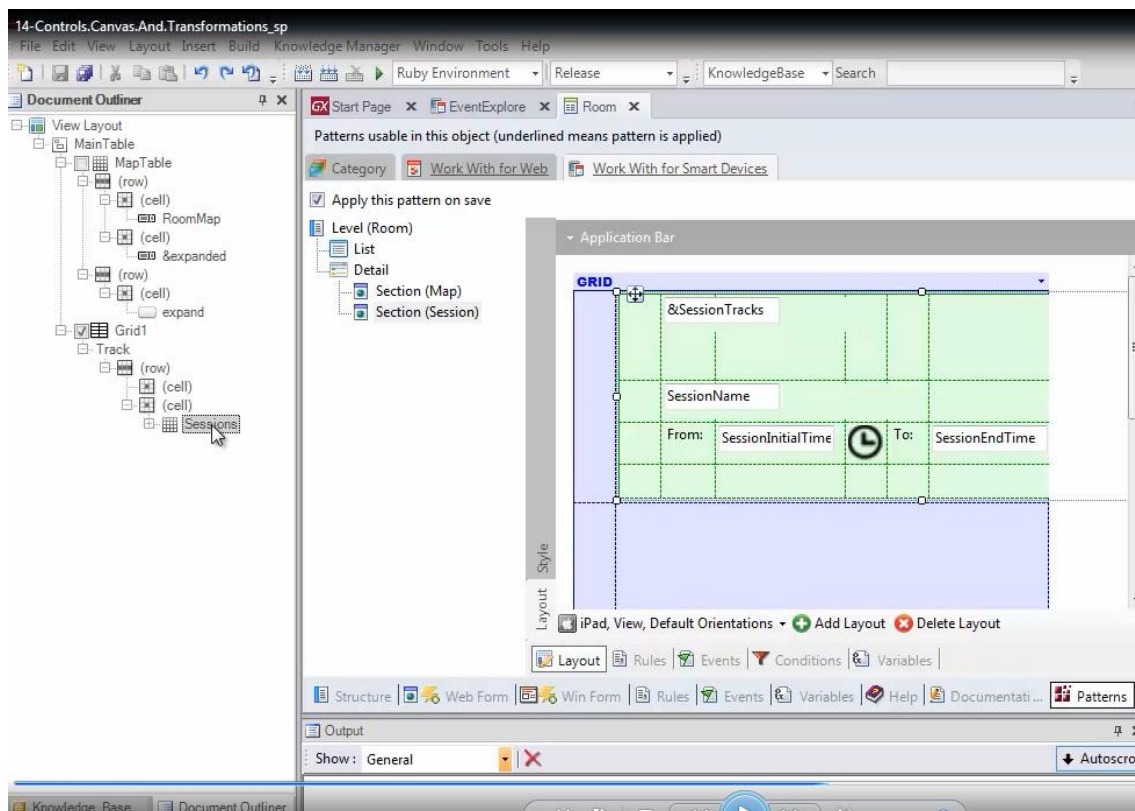 14-Controls.Canvas.And.Transformations_sp
File Edit View Layout Insert Build Knowledge Manager Window Tools Help
Ruby Environment Release KnowledgeBase Search
Document Outliner
View Layout
MainTable
MapTable
(row)
(cell)
RoomMap
(cell)
&expanded
(row)
(cell)
expand
Grid1
Track
(row)
(cell)
(cell)
Sessions
GX Start Page EventExplore Room
Patterns usable in this object (underlined means pattern is applied)
Category Work With for Web Work With for Smart Devices
Apply this pattern on save
Level (Room)
List
Detail
Section (Map)
Section (Session)
Application Bar
GRID
&SessionTracks
SessionName
From: SessionInitialTime To: SessionEndTime
Style
Layout
iPad, View, Default Orientations Add Layout Delete Layout
Layout Rules Events Conditions Variables
Structure Web Form Win Form Rules Events Variables Help Documentati... Patterns
Output
Show: General Autoscro
Knowledge Base Document Outliner